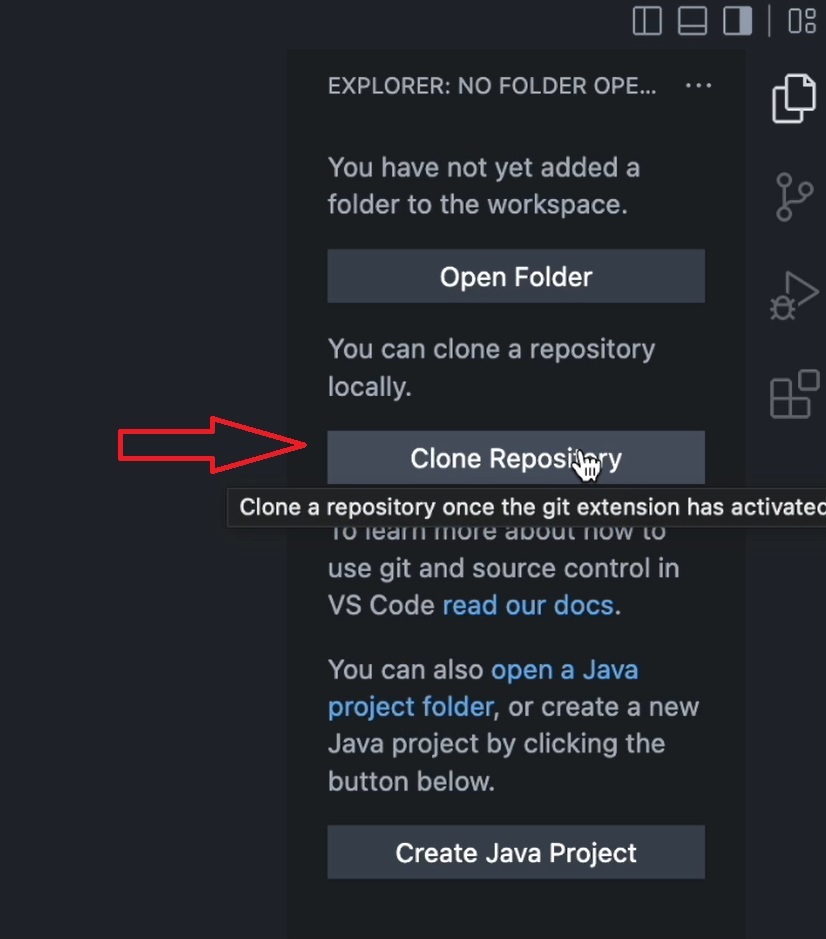 EXPLORER: NO FOLDER OPE...
You have not yet added a
folder to the workspace.
Open Folder
You can clone a repository
locally.
Clone Repository
Clone a repository once the git extension has activated
To learn more about how to
use git and source control in
VS Code read our docs.
You can also open a Java
project folder, or create a new
Java project by clicking the
button below.
Create Java Project